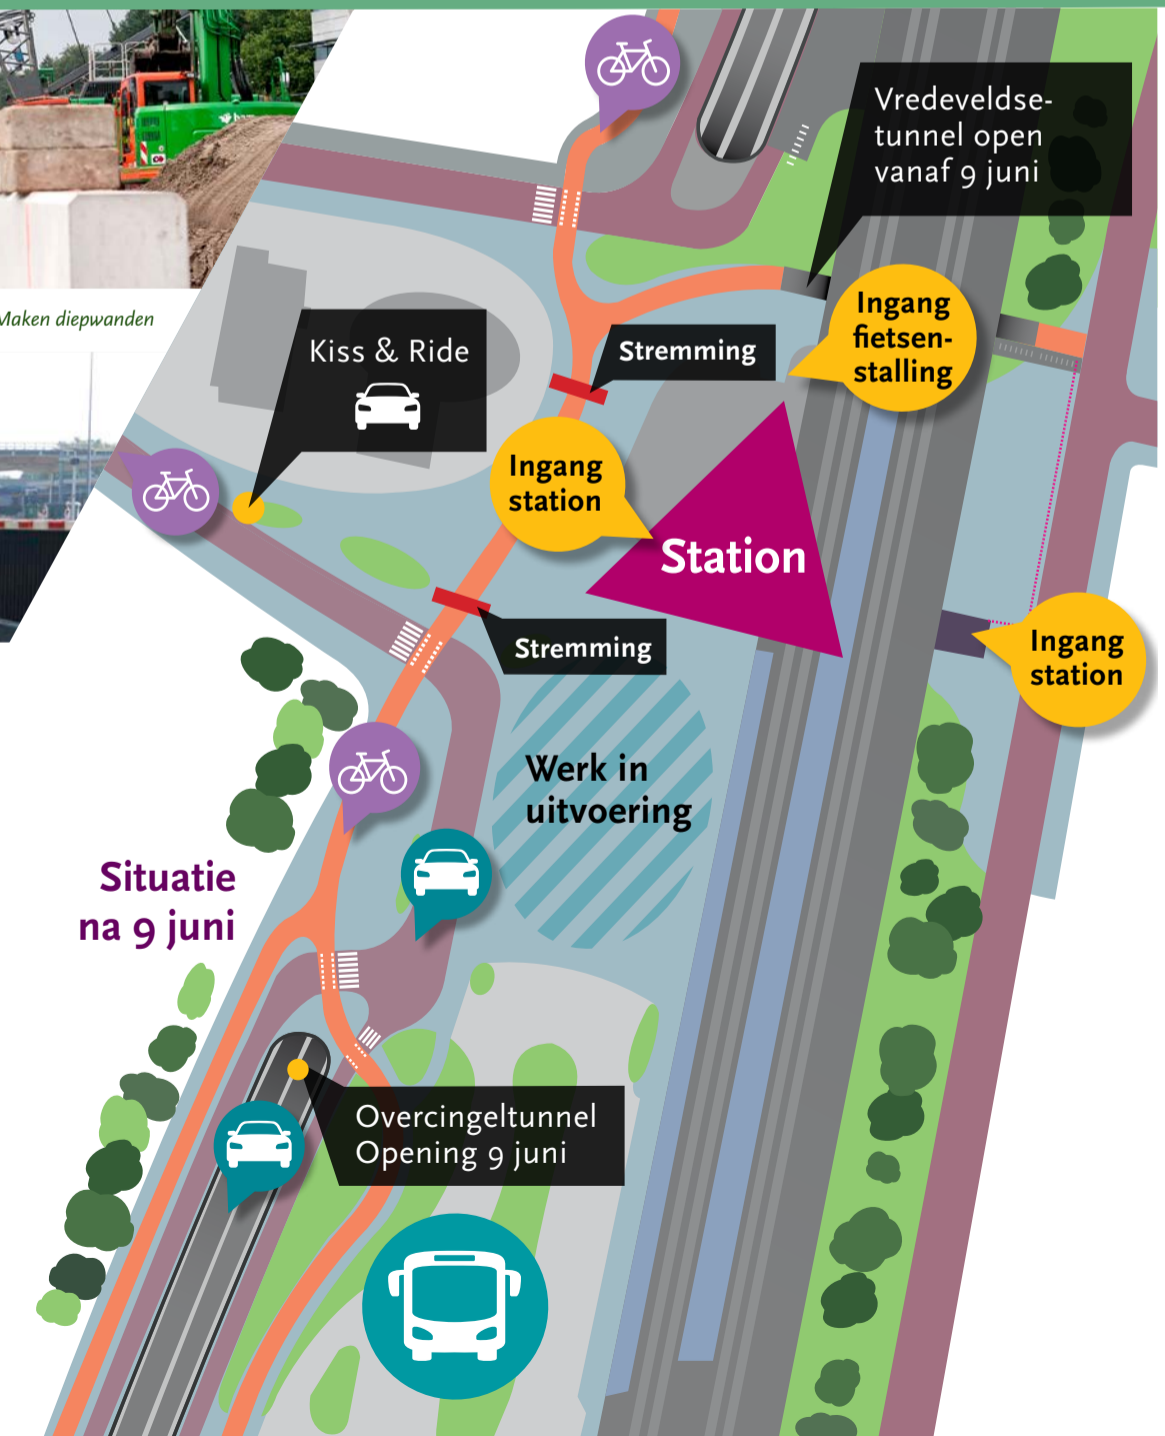 Vredeveldse-
tunnel open
vanaf 9 juni
Ingang
fietsen-
stalling
Maken diepwanden
Kiss & Ride
Stremming
Ingang
station
Station
Stremming
Ingang
station
Werk in
uitvoering
Situatie
na 9 juni
Overcingeltunnel
Opening 9 juni